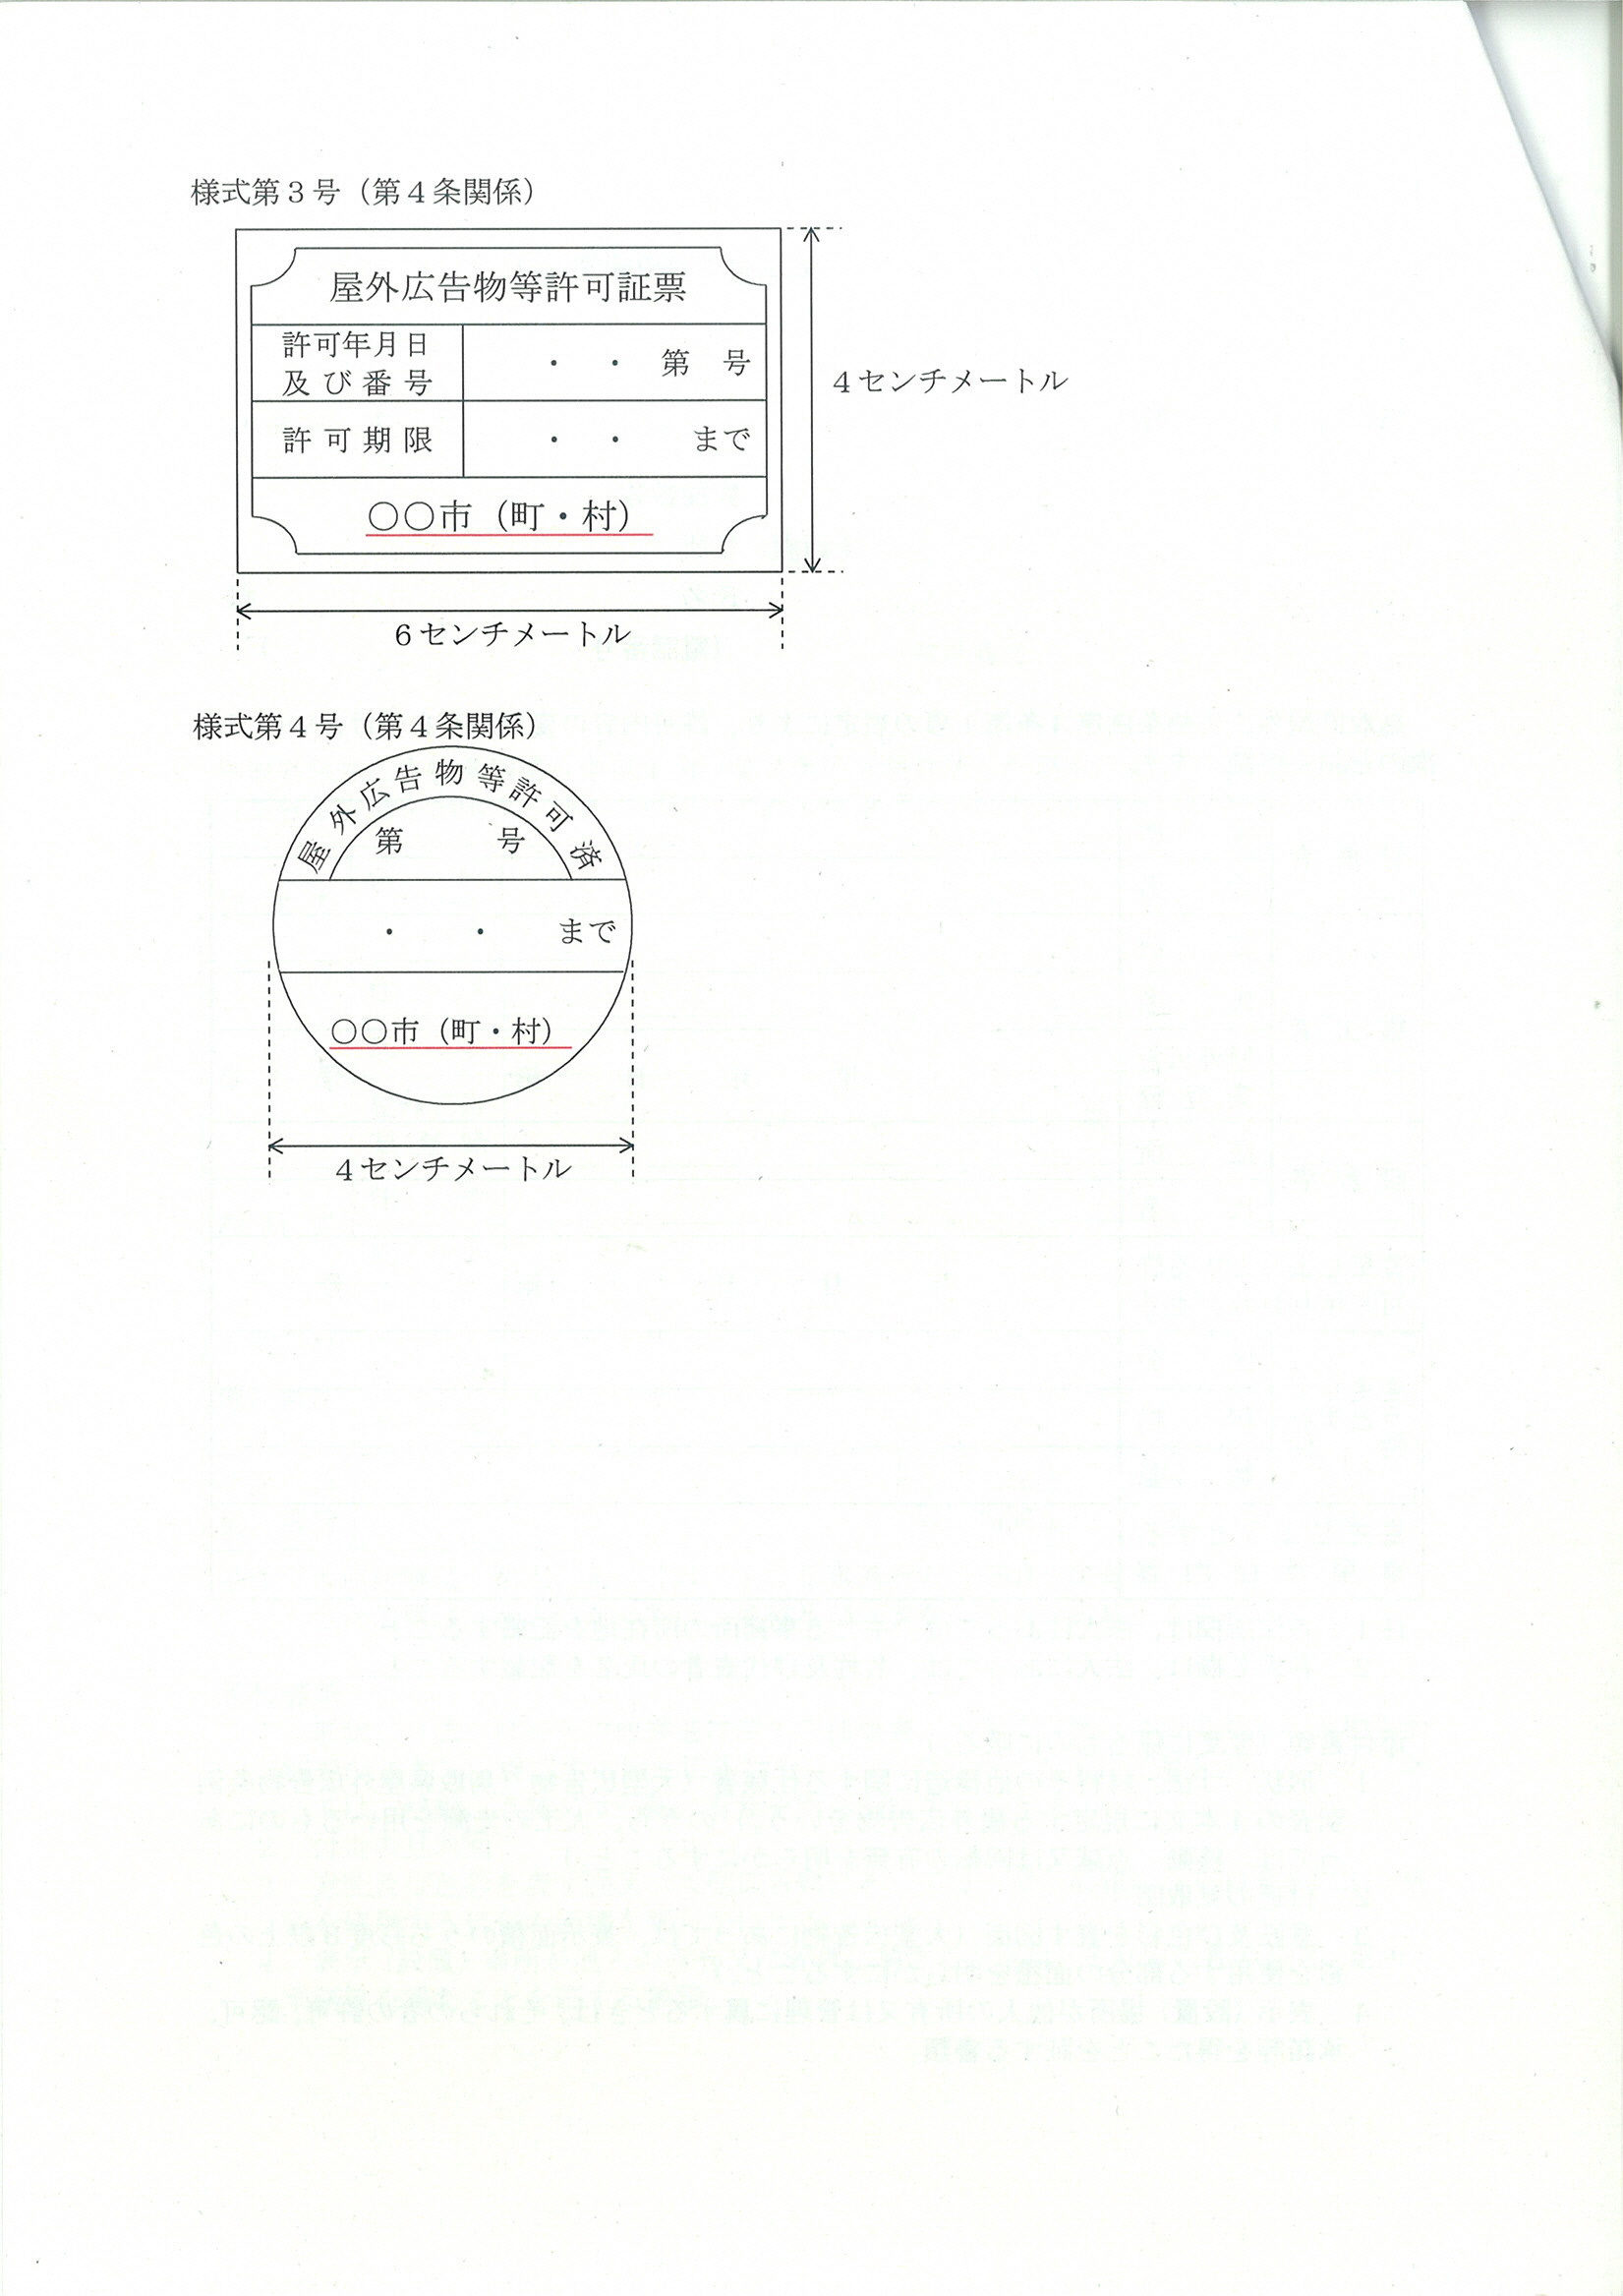 様式第３号（第４条関係）
屋外広告物等許可証票
許可年月日
及び番号
・　・　第　号
許可期限
・　・　まで
〇〇市（町・村）
４センチメートル
６センチメートル
様式第４号（第４条関係）
屋外広告物等許可済
第　号
・　・　まで
〇〇市（町・村）
４センチメートル